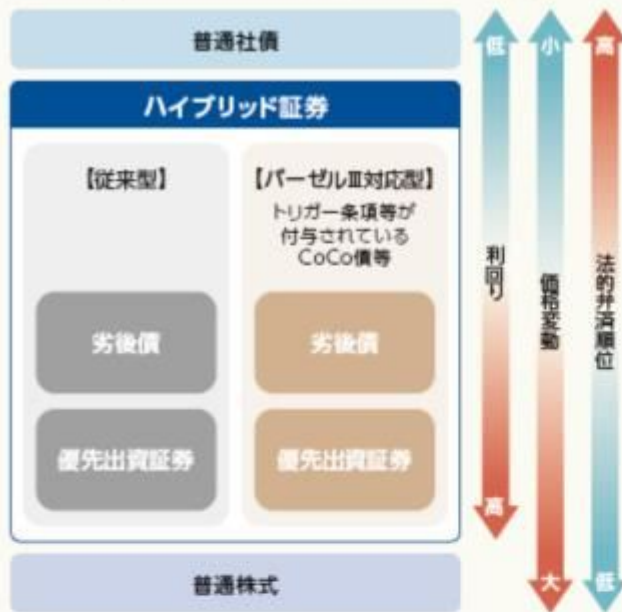 普通社債
ハイブリッド証券
【従来型】
劣後債
優先出資証券
【バーゼルⅢ対応型】
トリガー条項等が
付与されている
CoCo債等
劣後債
優先出資証券
普通株式
低
利回り
高
小
価格変動
大
高
法的弁済順位
低